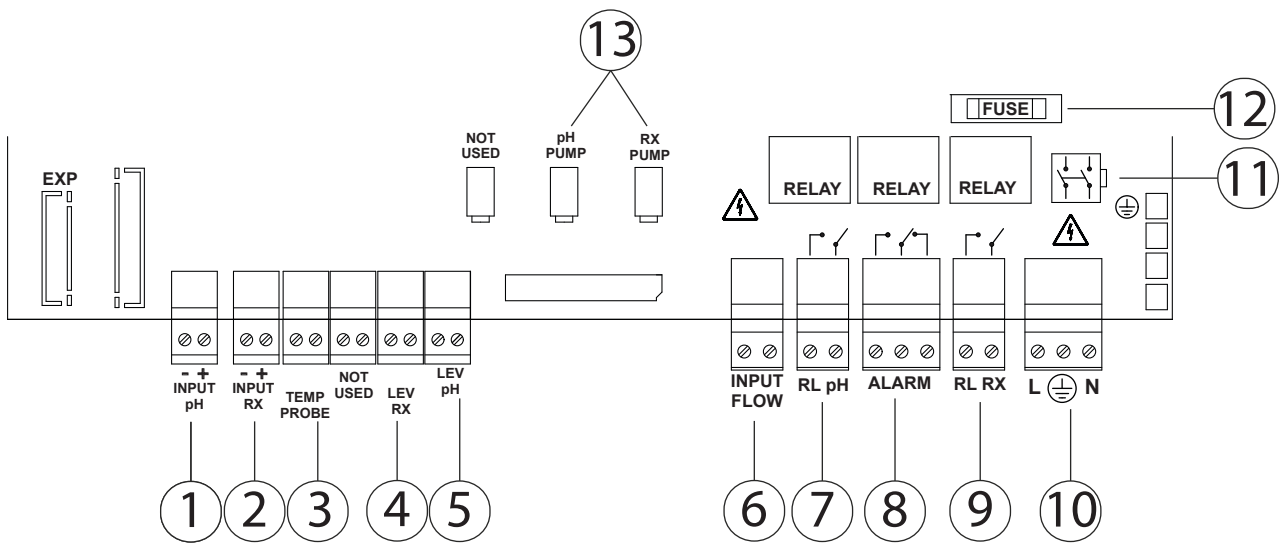 13
FUSE
12
NOT
USED
pH
PUMP
RX
PUMP
EXP
RELAY
RELAY
RELAY
11
- +
INPUT
pH
- +
INPUT
RX
TEMP
PROBE
NOT
USED
LEV
RX
LEV
pH
INPUT
FLOW
RL pH
ALARM
RL RX
L N
1
2
3
4
5
6
7
8
9
10